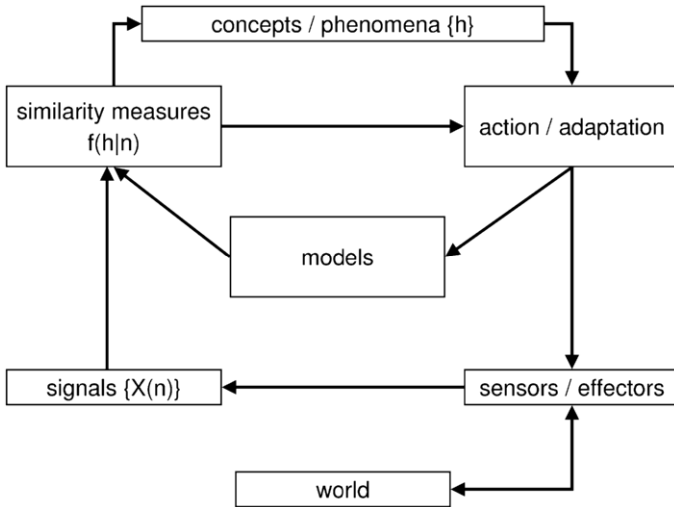 concepts / phenomena {h}
similarity measures
f(h|n)
action / adaptation
models
signals {X(n)}
sensors / effectors
world